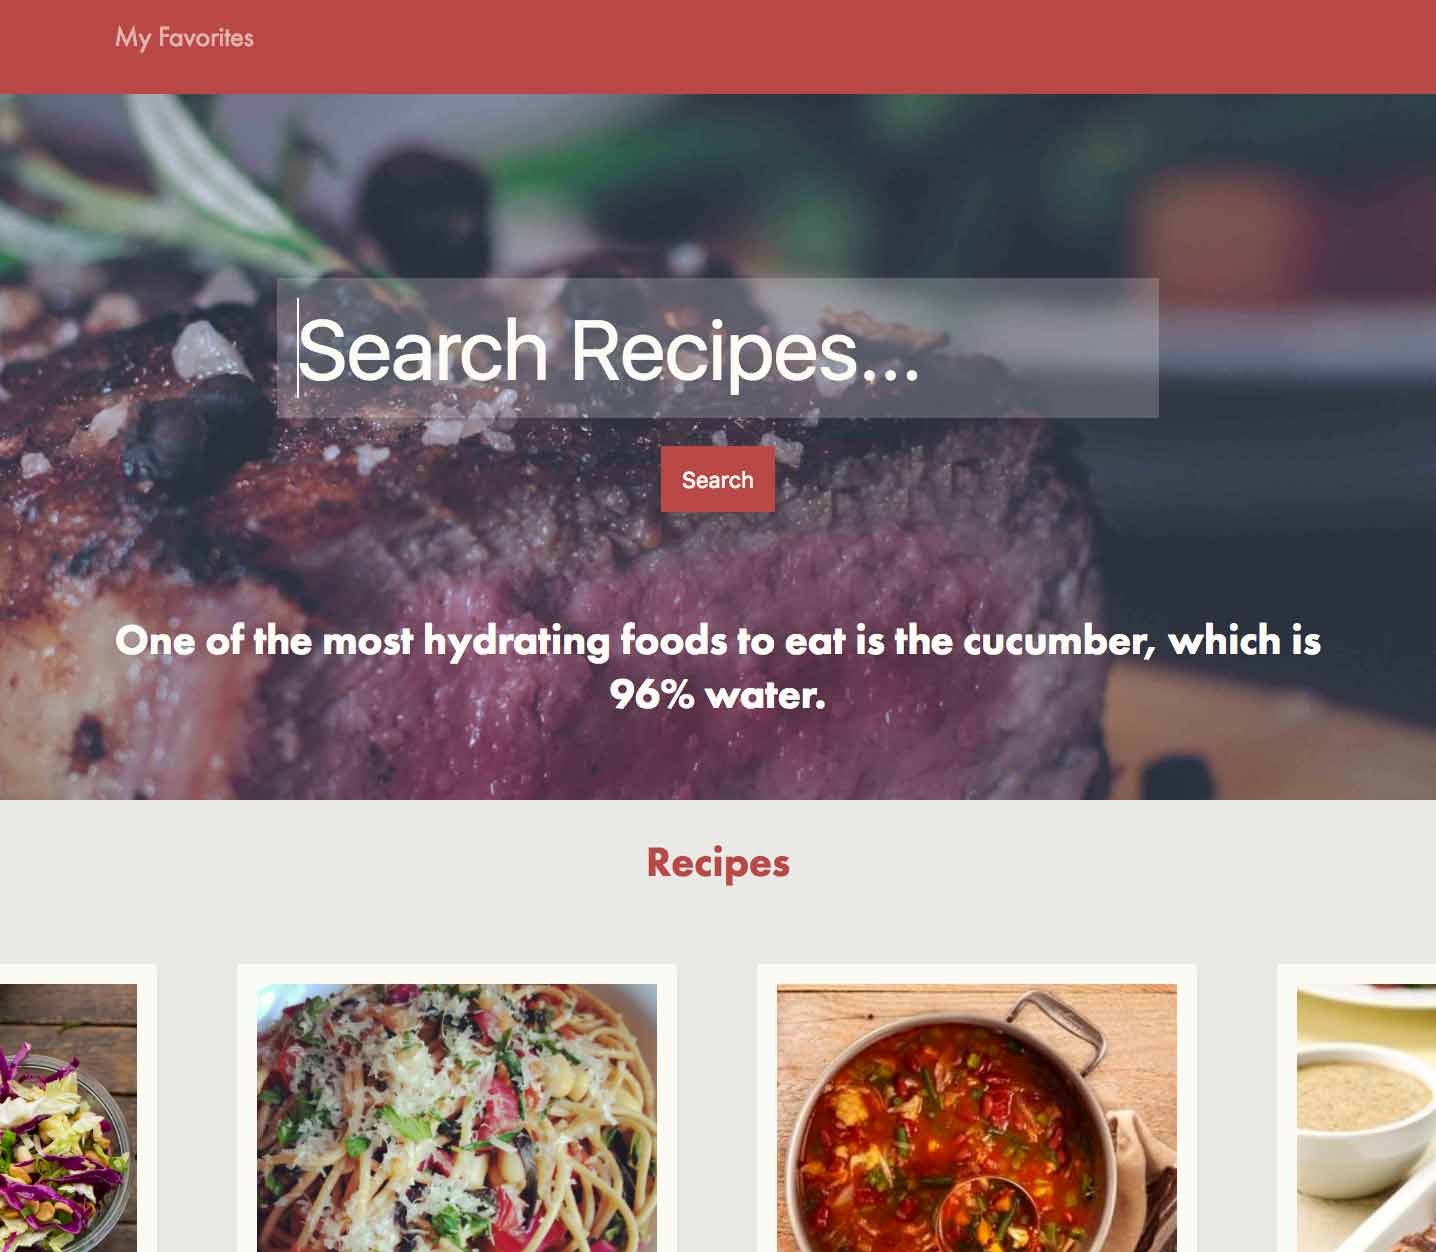 My Favorites
Search Recipes...
Search
One of the most hydrating foods to eat is the cucumber, which is
96% water.
Recipes